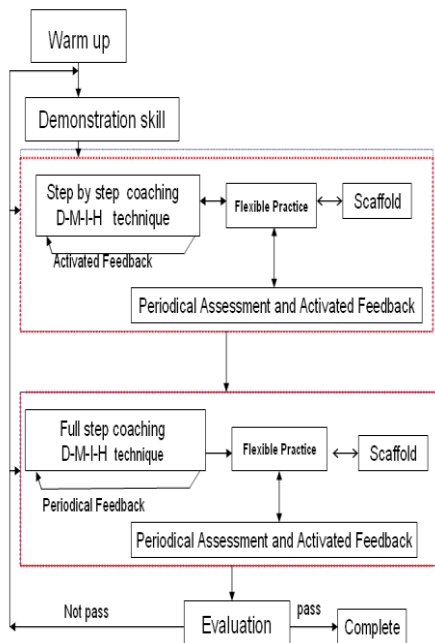 Warm up
Demonstration skill
Step by step coaching
D-M-I-H technique
Flexible Practice
Scaffold
Activated Feedback
Periodical Assessment and Activated Feedback
Full step coaching
D-M-I-H technique
Flexible Practice
Scaffold
Periodical Feedback
Periodical Assessment and Activated Feedback
Not pass
Evaluation
pass
Complete